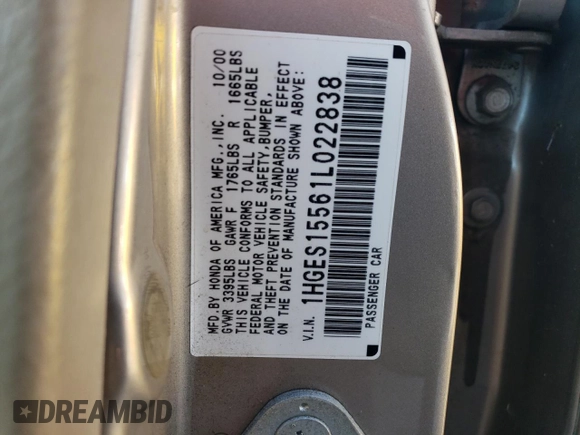 MFD.BY HONDA OF AMERICA MFG.,INC. 10/00
GVWR 3395LBS GAWR F 1765LBS R 1665LBS
THIS VEHICLE CONFORMS TO ALL APPLICABLE
FEDERAL MOTOR VEHICLE SAFETY,BUMPER,
AND THEFT PREVENTION STANDARDS IN EFFECT
ON THE DATE OF MANUFACTURE SHOWN ABOVE:
V.I.N. 1HGES15561L022838
PASSENGER CAR
DREAMBID